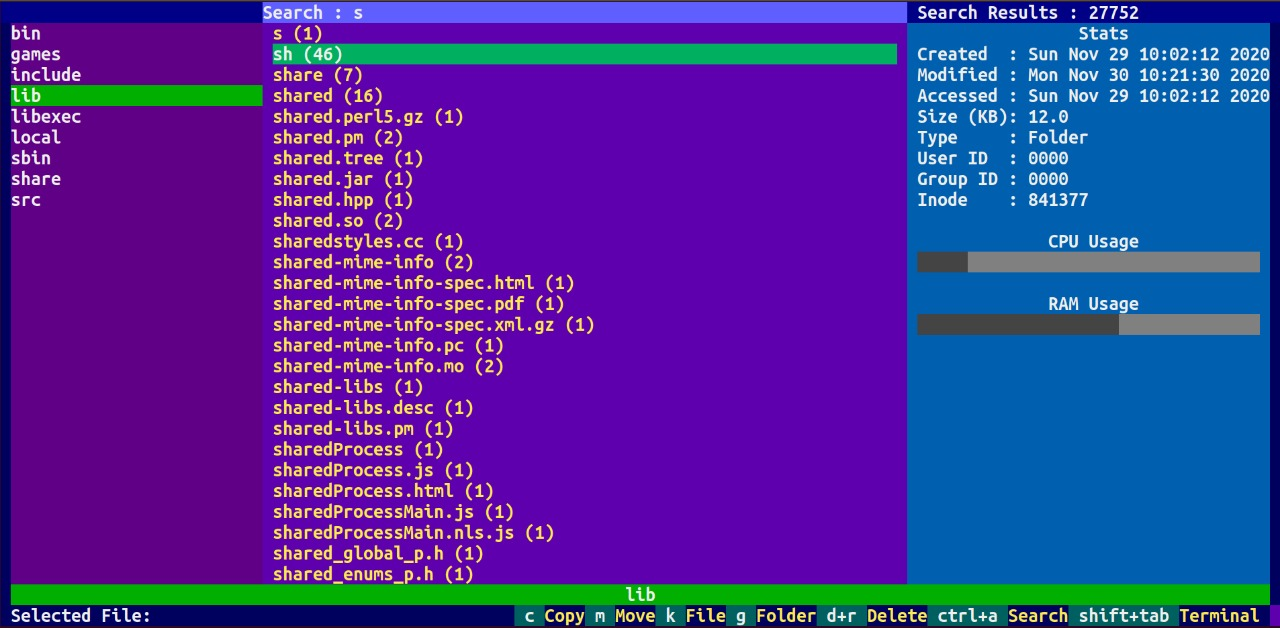 Search : s
Search Results : 27752
bin
games
include
lib
libexec
local
sbin
share
src
s (1)
sh (46)
share (7)
shared (16)
shared.perl5.gz (1)
shared.pm (2)
shared.tree (1)
shared.jar (1)
shared.hpp (1)
shared.so (2)
sharedstyles.cc (1)
shared-mime-info (2)
shared-mime-info-spec.html (1)
shared-mime-info-spec.pdf (1)
shared-mime-info-spec.xml.gz (1)
shared-mime-info.pc (1)
shared-mime-info.mo (2)
shared-libs (1)
shared-libs.desc (1)
shared-libs.pm (1)
sharedProcess (1)
sharedProcess.js (1)
sharedProcess.html (1)
sharedProcessMain.js (1)
sharedProcessMain.nls.js (1)
shared_global_p.h (1)
shared_enums_p.h (1)
Stats
Created : Sun Nov 29 10:02:12 2020
Modified : Mon Nov 30 10:21:30 2020
Accessed : Sun Nov 29 10:02:12 2020
Size (KB): 12.0
Type : Folder
User ID : 0000
Group ID : 0000
Inode : 841377
CPU Usage
RAM Usage
lib
Selected File: c Copy m Move k File g Folder d+r Delete ctrl+a Search shift+tab Terminal